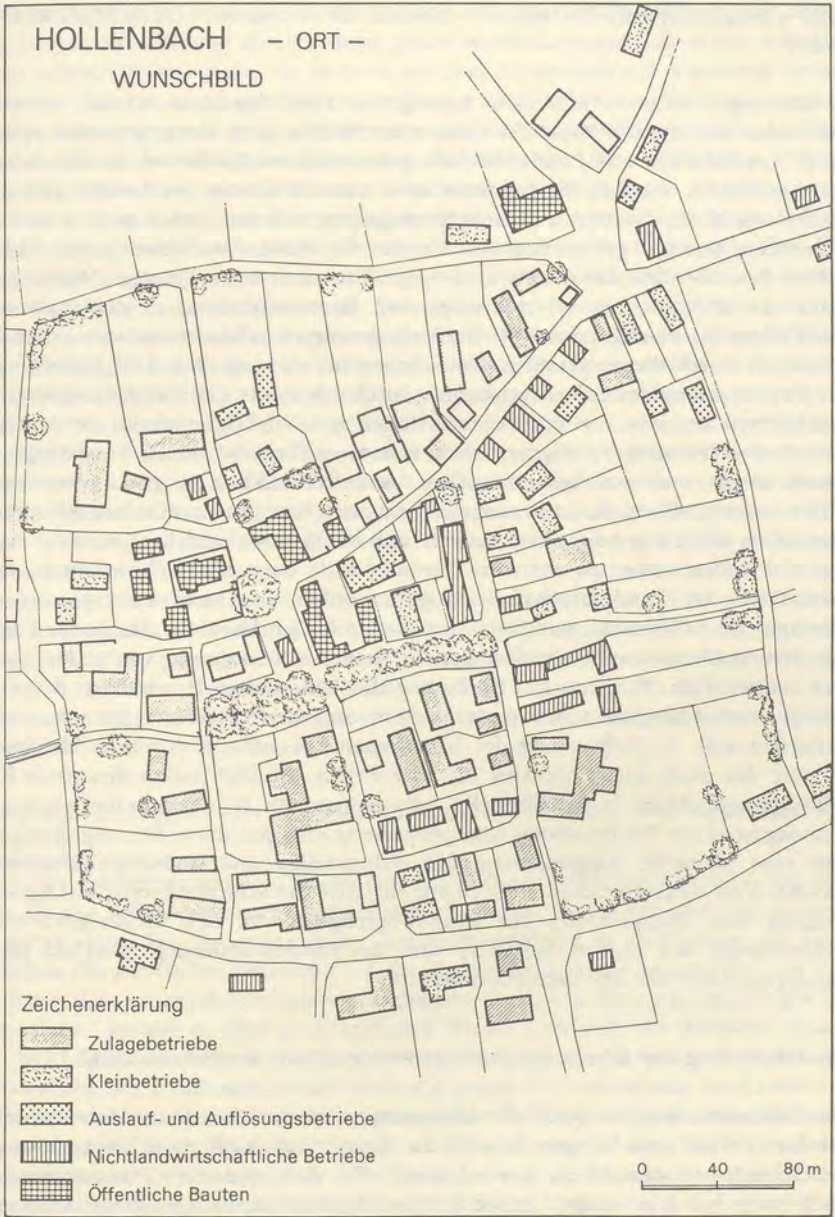 HOLLENBACH – ORT –
WUNSCHBILD
Zeichenerklärung
Zulagebetriebe
Kleinbetriebe
Auslauf- und Auflösungsbetriebe
Nichtlandwirtschaftliche Betriebe
Öffentliche Bauten
0 40 80 m